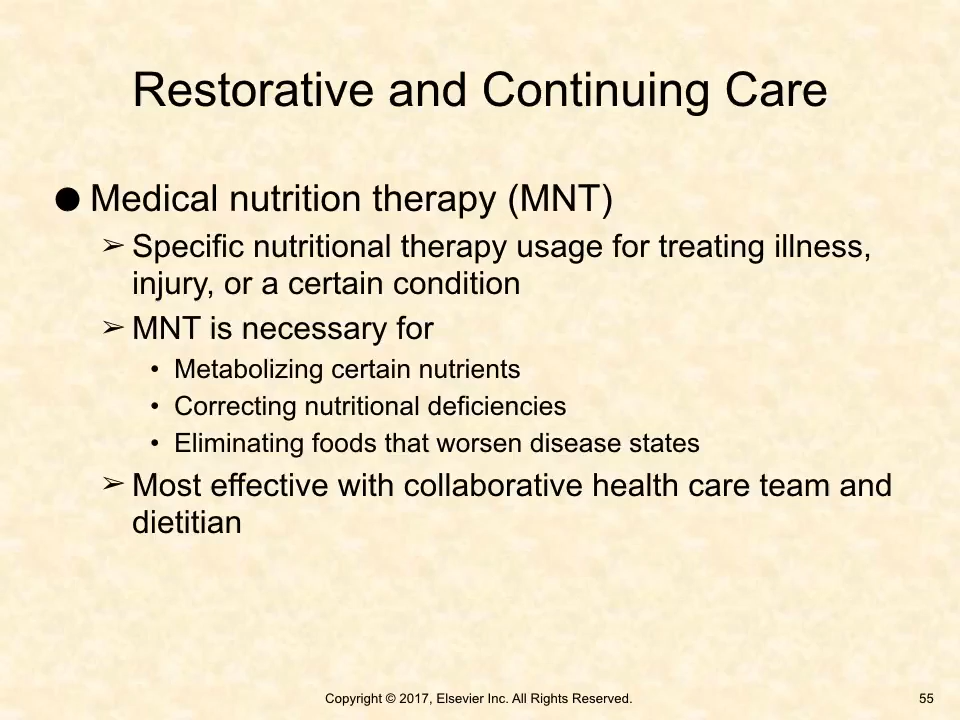 Restorative and Continuing Care
● Medical nutrition therapy (MNT)
➢ Specific nutritional therapy usage for treating illness,
injury, or a certain condition
➢ MNT is necessary for
• Metabolizing certain nutrients
• Correcting nutritional deficiencies
• Eliminating foods that worsen disease states
➢ Most effective with collaborative health care team and
dietitian
Copyright © 2017, Elsevier Inc. All Rights Reserved.
55